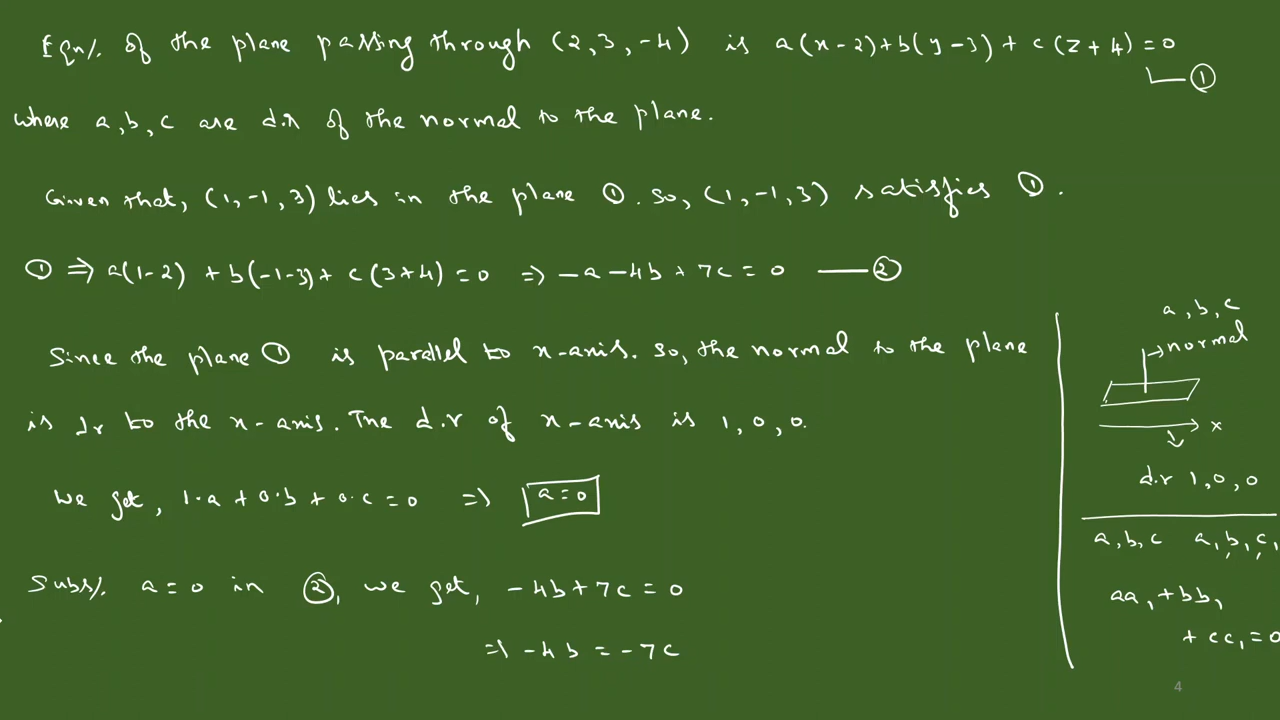 Eqn/. of the plane passing through (2,3,-4) is a(x-2)+b(y-3)+c(z+4)=0
①
where a,b,c are d.r of the normal to the plane.
Given that, (1,-1,3) lies in the plane ①. So, (1,-1,3) satisfies ①.
① ⇒ a(1-2) + b(-1-3) + c(3+4) = 0 ⇒ -a-4b+7c=0 — ②
Since the plane ① is parallel to x-axis. So, the normal to the plane
is ⊥r to the x-axis. The d.r of x-axis is 1,0,0.
We get, 1·a + 0·b + 0·c = 0 ⇒ a=0
Subs/. a=0 in ②, we get, -4b+7c=0
⇒ -4b = -7c
a,b,c
→normal
x
d.r 1,0,0
a,b,c a₁,b₁,c₁
aa₁+bb₁
+cc₁=0
4